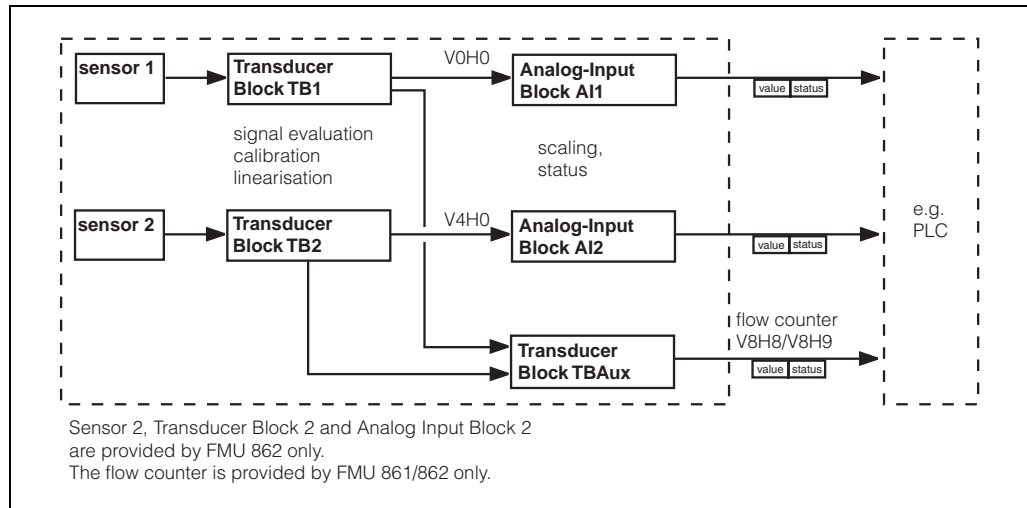 sensor 1
Transducer
Block TB1
V0H0
Analog-Input
Block AI1
value status
signal evaluation
calibration
linearisation
scaling,
status
sensor 2
Transducer
Block TB2
V4H0
Analog-Input
Block AI2
value status
e.g.
PLC
Transducer
Block TBAux
flow counter
V8H8/V8H9
value status
Sensor 2, Transducer Block 2 and Analog Input Block 2
are provided by FMU 862 only.
The flow counter is provided by FMU 861/862 only.